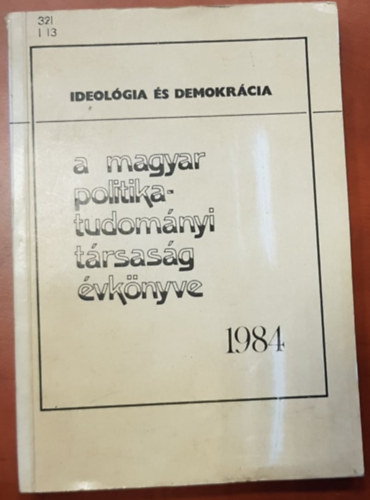 321
I 13
IDEOLÓGIA ÉS DEMOKRÁCIA
a magyar
politika-
tudományi
társaság
évkönyve
1984